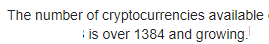 The number of cryptocurrencies available
is over 1384 and growing.